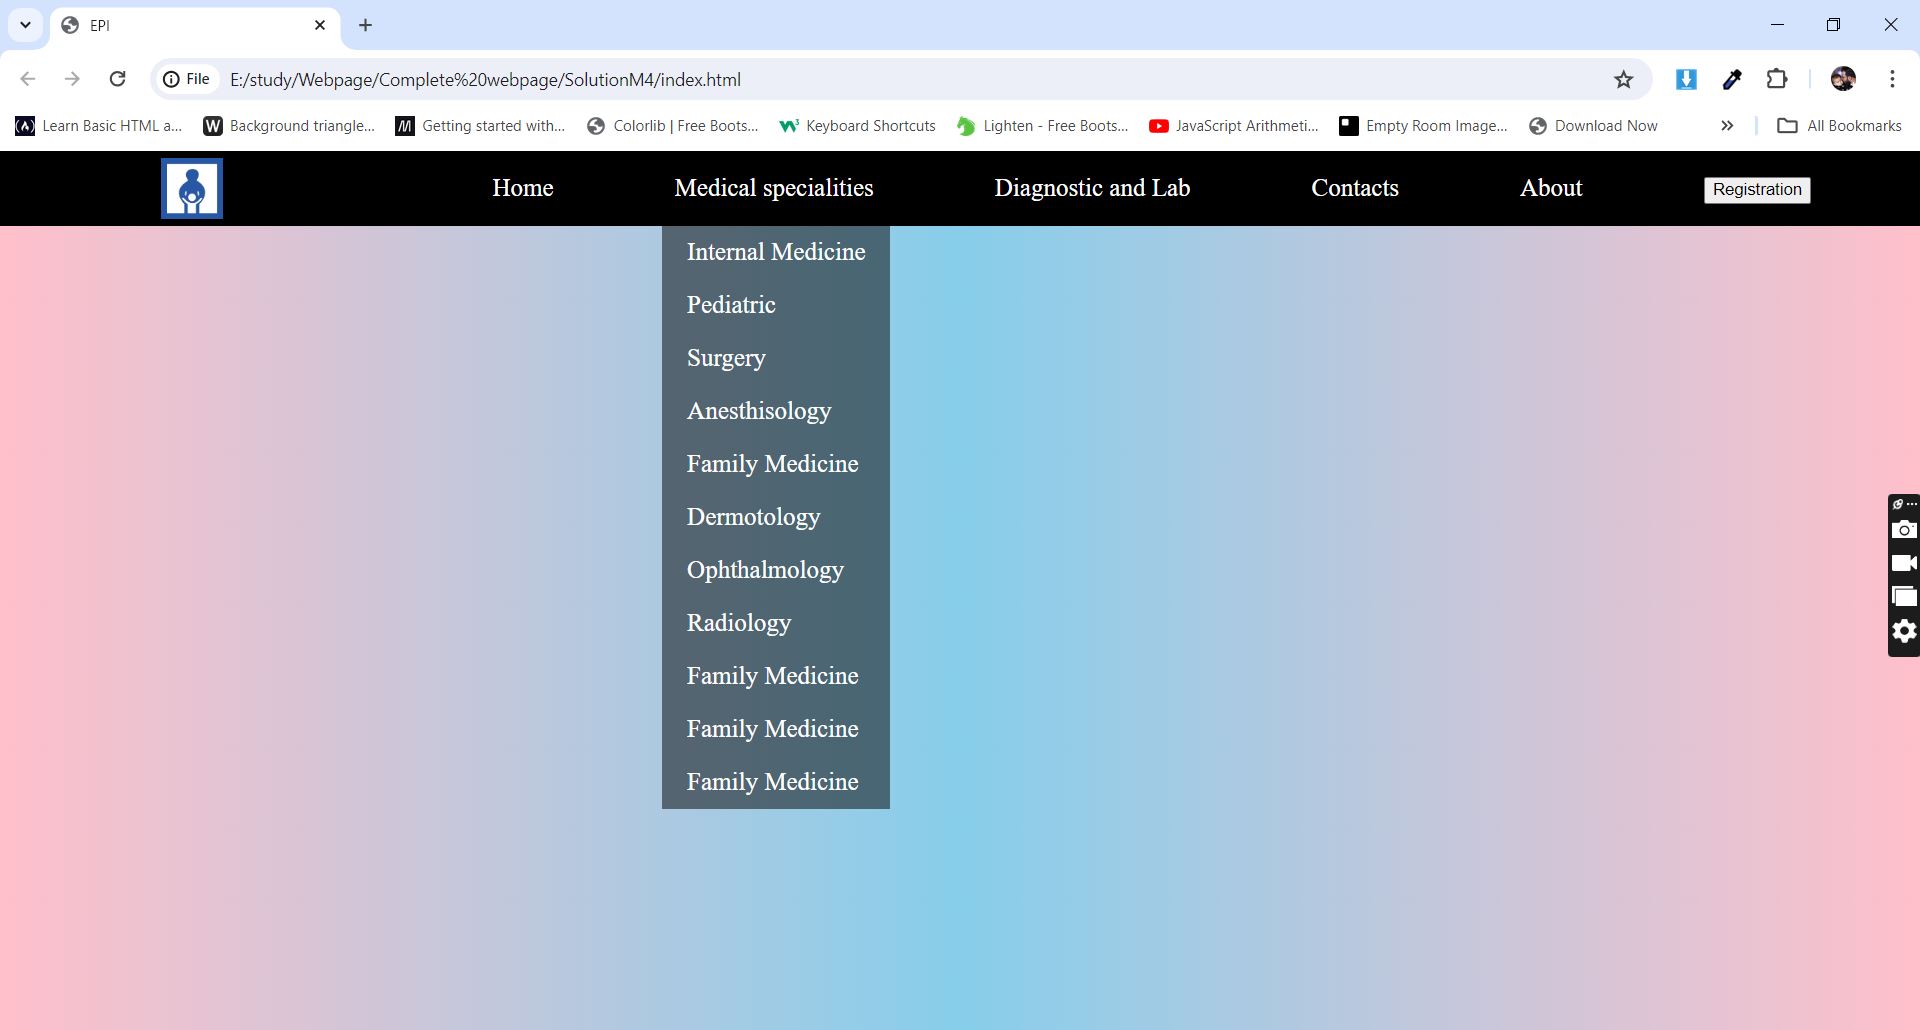 EPI
File E:/study/Webpage/Complete%20webpage/SolutionM4/index.html
Learn Basic HTML a... Background triangle... Getting started with... Colorlib | Free Boots... Keyboard Shortcuts Lighten - Free Boots... JavaScript Arithmeti... Empty Room Image... Download Now All Bookmarks
Home Medical specialities Diagnostic and Lab Contacts About Registration
Internal Medicine
Pediatric
Surgery
Anesthisology
Family Medicine
Dermotology
Ophthalmology
Radiology
Family Medicine
Family Medicine
Family Medicine